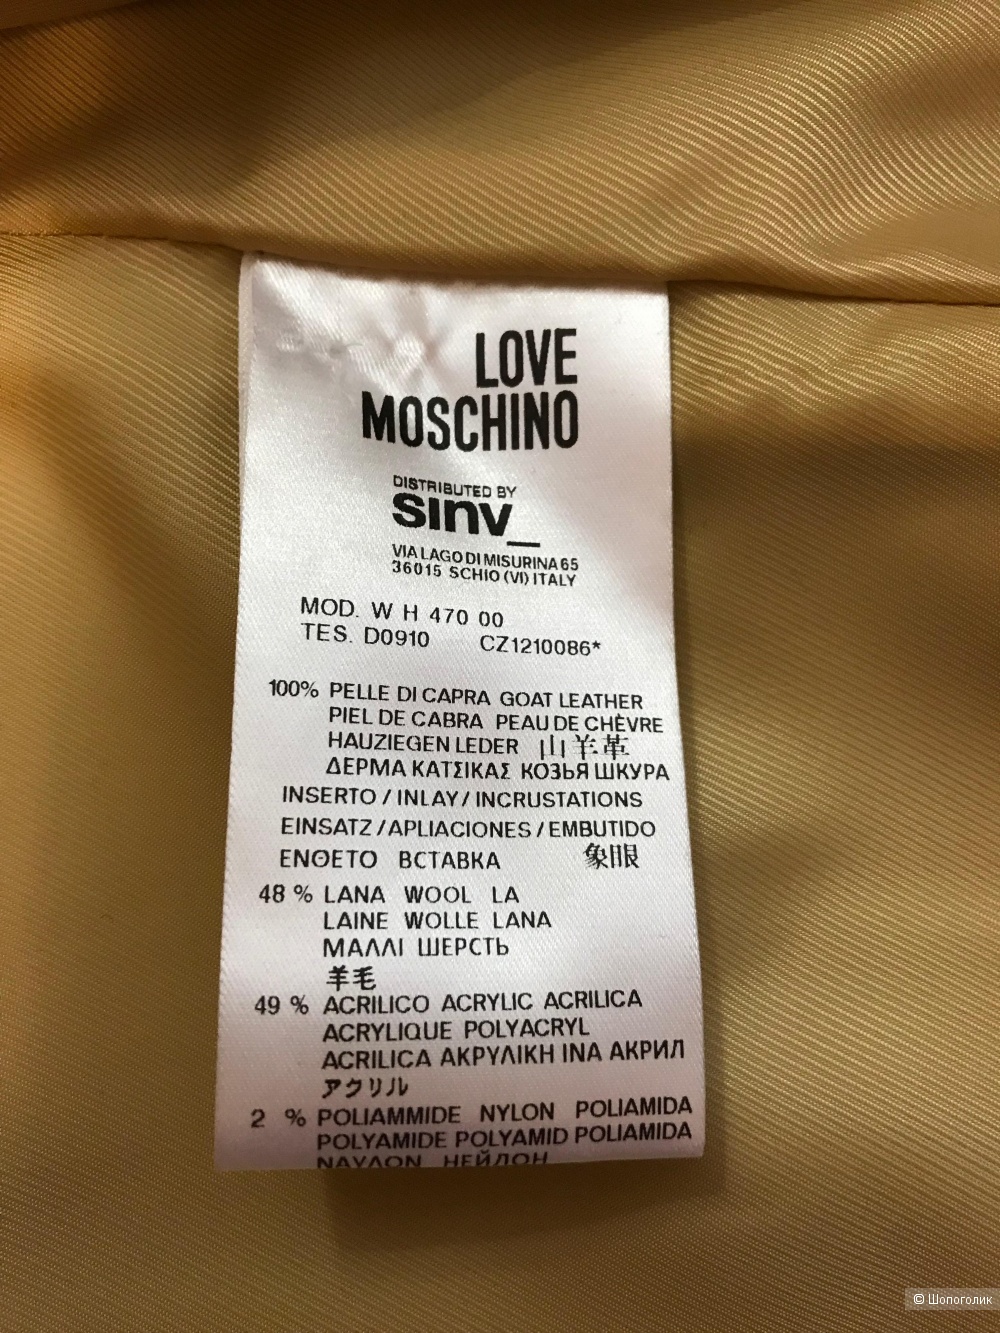 LOVE
MOSCHINO
DISTRIBUTED BY
sınv_
VIA LAGO DI MISURINA 65
36015 SCHIO (VI) ITALY
MOD. W H 470 00
TES. D0910 CZ1210086*
100% PELLE DI CAPRA GOAT LEATHER
PIEL DE CABRA PEAU DE CHÈVRE
HAUZIEGEN LEDER 山羊革
ΔΕΡΜΑ ΚΑΤΣΙΚΑΣ КОЗЬЯ ШКУРА
INSERTO / INLAY / INCRUSTATIONS
EINSATZ / APLIACIONES / EMBUTIDO
ΕΝΘΕΤΟ ВСТАВКА 象眼
48 % LANA WOOL LA
LAINE WOLLE LANA
ΜΑΛΛΙ ШЕРСТЬ
羊毛
49 % ACRILICO ACRYLIC ACRILICA
ACRYLIQUE POLYACRYL
ACRILICA ΑΚΡΥΛΙΚΗ ΙΝΑ АКРИЛ
アクリル
2 % POLIAMMIDE NYLON POLIAMIDA
POLYAMIDE POLYAMID POLIAMIDA
ΝΑΥΛΟΝ НЕЙЛОН
© Шопоголик